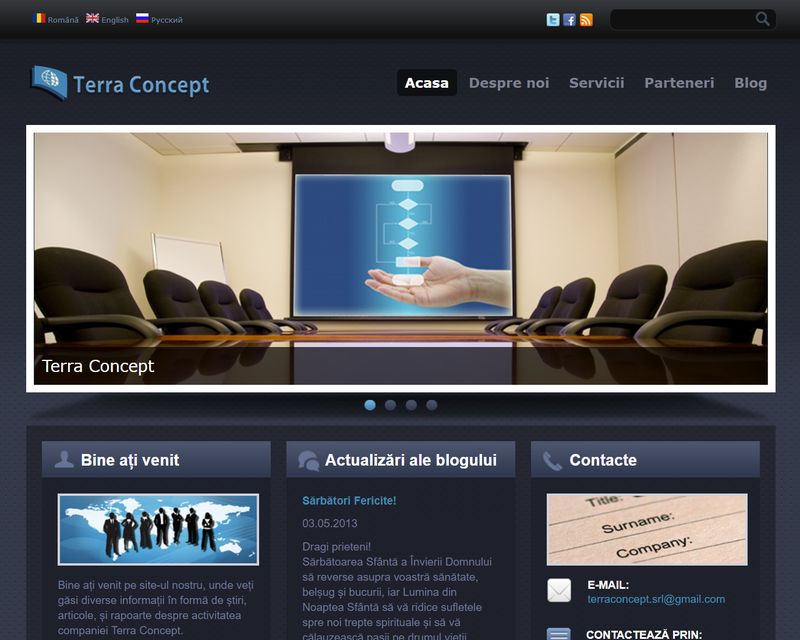 Română English Русский
Terra Concept
Acasa Despre noi Servicii Parteneri Blog
Terra Concept
Bine ați venit
Actualizări ale blogului
Contacte
Title:
Surname:
Company:
Bine ați venit pe site-ul nostru, unde veți
găsi diverse informații în formă de știri,
articole, și rapoarte despre activitatea
companiei Terra Concept.
Sărbători Fericite!
03.05.2013
Dragi prieteni!
Sărbătoarea Sfântă a Învierii Domnului
să reverse asupra voastră sănătate,
belșug și bucurii, iar Lumina din
Noaptea Sfântă să vă ridice sufletele
spre noi trepte spirituale și să vă
călauzească pașii pe drumul vieții
E-MAIL:
terraconcept.srl@gmail.com
CONTACTEAZĂ PRIN: